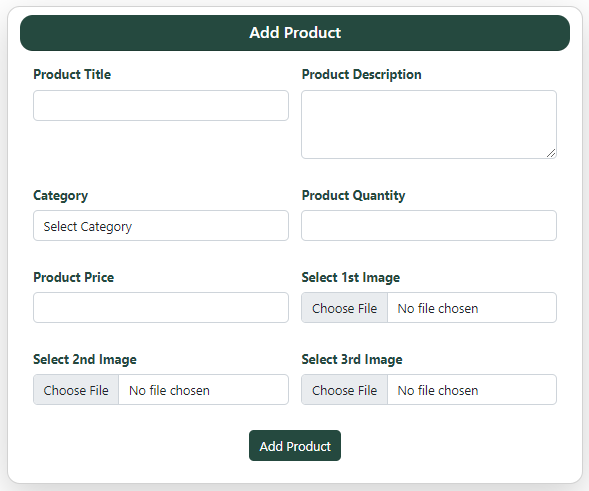 Add Product
Product Title
Product Description
Category
Select Category
Product Quantity
Product Price
Select 1st Image
Choose File No file chosen
Select 2nd Image
Choose File No file chosen
Select 3rd Image
Choose File No file chosen
Add Product